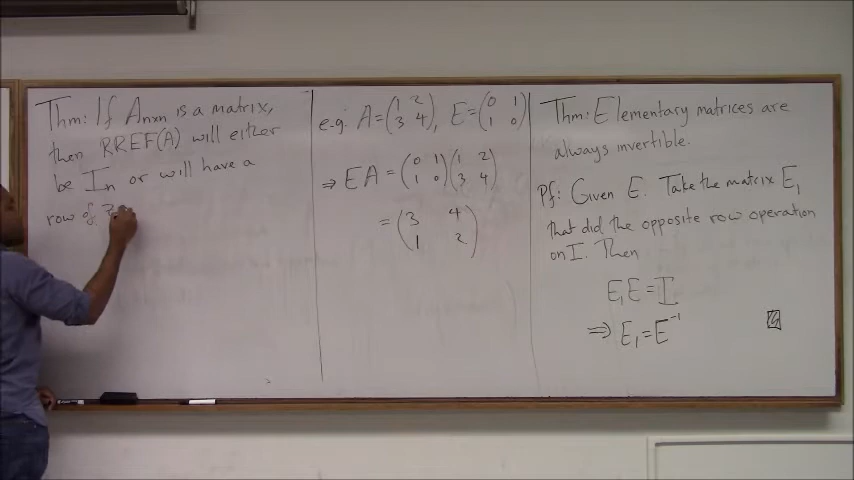 Thm: If Anxn is a matrix,
then RREF(A) will either
be In or will have a
row of
e.g. A = (1 2 3 4), E = (0 1 1 0)
⇒ EA = (0 1 1 0)(1 2 3 4)
= (3 4 1 2)
Thm: Elementary matrices are
always invertible.
Pf: Given E. Take the matrix E1
that did the opposite row operation
on I. Then
E1E = I
⇒ E1 = E⁻¹